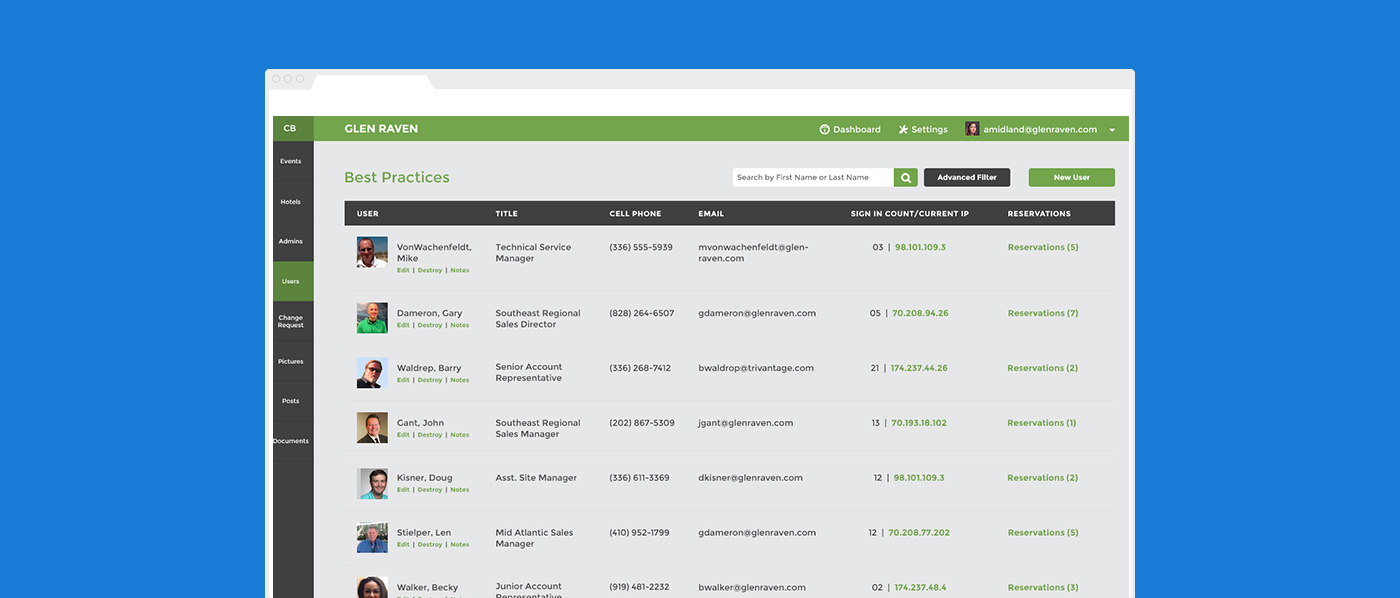 CB GLEN RAVEN Dashboard Settings amidland@glenraven.com
Events
Hotels
Admins
Users
Change
Request
Pictures
Posts
Documents
Best Practices Search by First Name or Last Name Advanced Filter New User
USER TITLE CELL PHONE EMAIL SIGN IN COUNT/CURRENT IP RESERVATIONS
VonWachenfeldt, Technical Service (336) 555-5939 mvonwachenfeldt@glen- 03 | 98.101.109.3 Reservations (5)
Mike Manager raven.com
Edit | Destroy | Notes
Dameron, Gary Southeast Regional (828) 264-6507 gdameron@glenraven.com 05 | 70.208.94.26 Reservations (7)
Edit | Destroy | Notes Sales Director
Waldrep, Barry Senior Account (336) 268-7412 bwaldrop@trivantage.com 21 | 174.237.44.26 Reservations (2)
Edit | Destroy | Notes Representative
Gant, John Southeast Regional (202) 867-5309 jgant@glenraven.com 13 | 70.193.18.102 Reservations (1)
Edit | Destroy | Notes Sales Manager
Kisner, Doug Asst. Site Manager (336) 611-3369 dkisner@glenraven.com 12 | 98.101.109.3 Reservations (2)
Edit | Destroy | Notes
Stielper, Len Mid Atlantic Sales (410) 952-1799 gdameron@glenraven.com 12 | 70.208.77.202 Reservations (5)
Edit | Destroy | Notes Manager
Walker, Becky Junior Account (919) 481-2232 bwalker@glenraven.com 02 | 174.237.48.4 Reservations (3)
Representative